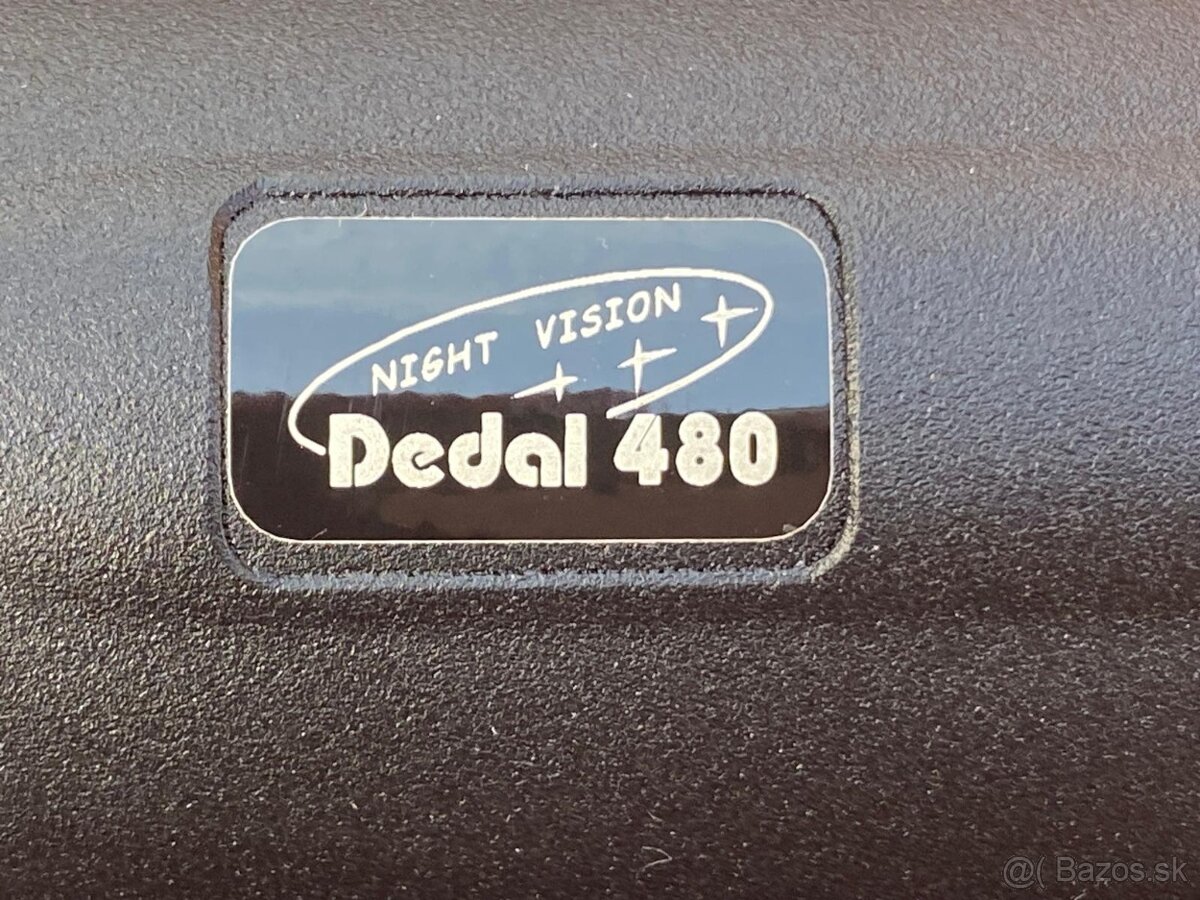 NIGHT VISION
Dedal 480
@( Bazos.sk